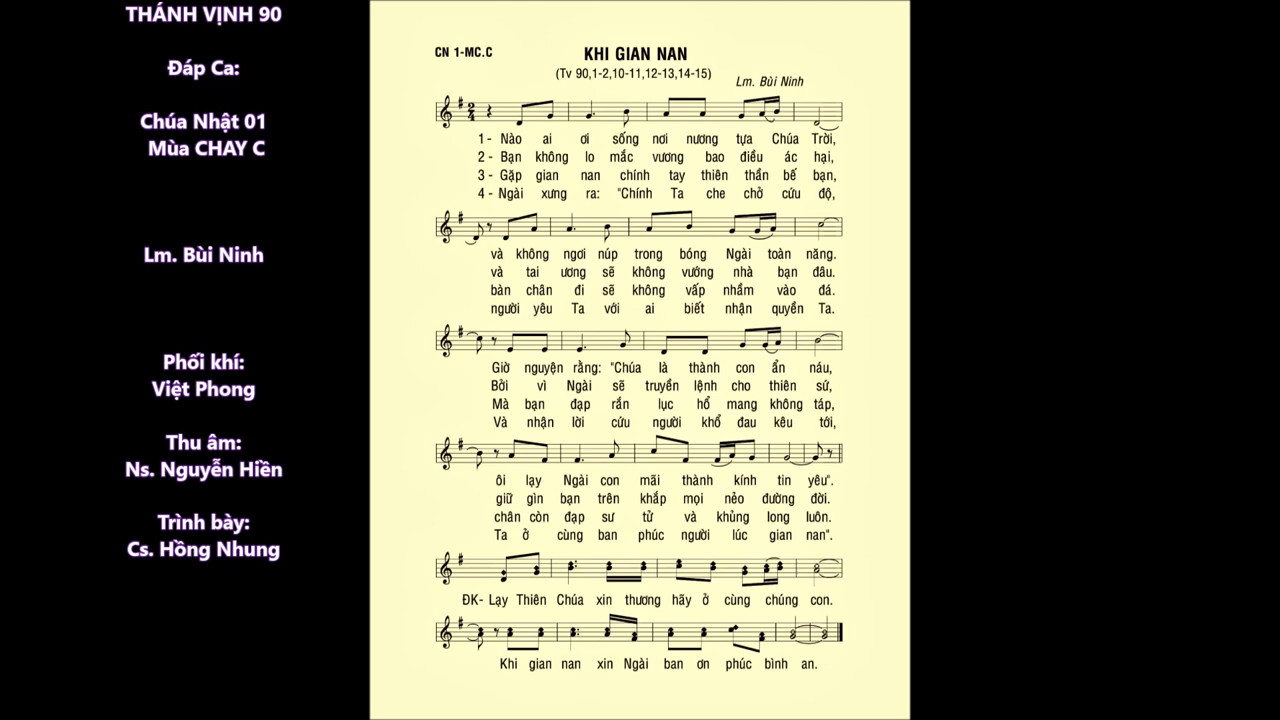 THÁNH VỊNH 90
Đáp Ca:
Chúa Nhật 01
Mùa CHAY C
Lm. Bùi Ninh
Phối khí:
Việt Phong
Thu âm:
Ns. Nguyễn Hiền
Trình bày:
Cs. Hồng Nhung
CN 1-MC.C
KHI GIAN NAN
(Tv 90,1-2,10-11,12-13,14-15)
Lm. Bùi Ninh
1- Nào ai ơi sống nơi nương tựa Chúa Trời,
2- Bạn không lo mắc vương bao điều ác hại,
3- Gặp gian nan chính tay thiên thần bế bạn,
4- Ngài xưng ra: "Chính Ta che chở cứu độ,
và không ngơi núp trong bóng Ngài toàn năng.
và tai ương sẽ không vướng nhà bạn đâu.
bàn chân đi sẽ không vấp nhầm vào đá.
người yêu Ta với ai biết nhận quyền Ta.
Giờ nguyện rằng: "Chúa là thành con ẩn náu,
Bởi vì Ngài sẽ truyền lệnh cho thiên sứ,
Mà bạn đạp rắn lục hổ mang không táp,
Và nhận lời cứu người khổ đau kêu tới,
ôi lạy Ngài con mãi thành kính tin yêu".
giữ gìn bạn trên khắp mọi nẻo đường đời.
chân còn đạp sư tử và khủng long luôn.
Ta ở cùng ban phúc người lúc gian nan".
ĐK- Lạy Thiên Chúa xin thương hãy ở cùng chúng con.
Khi gian nan xin Ngài ban ơn phúc bình an.